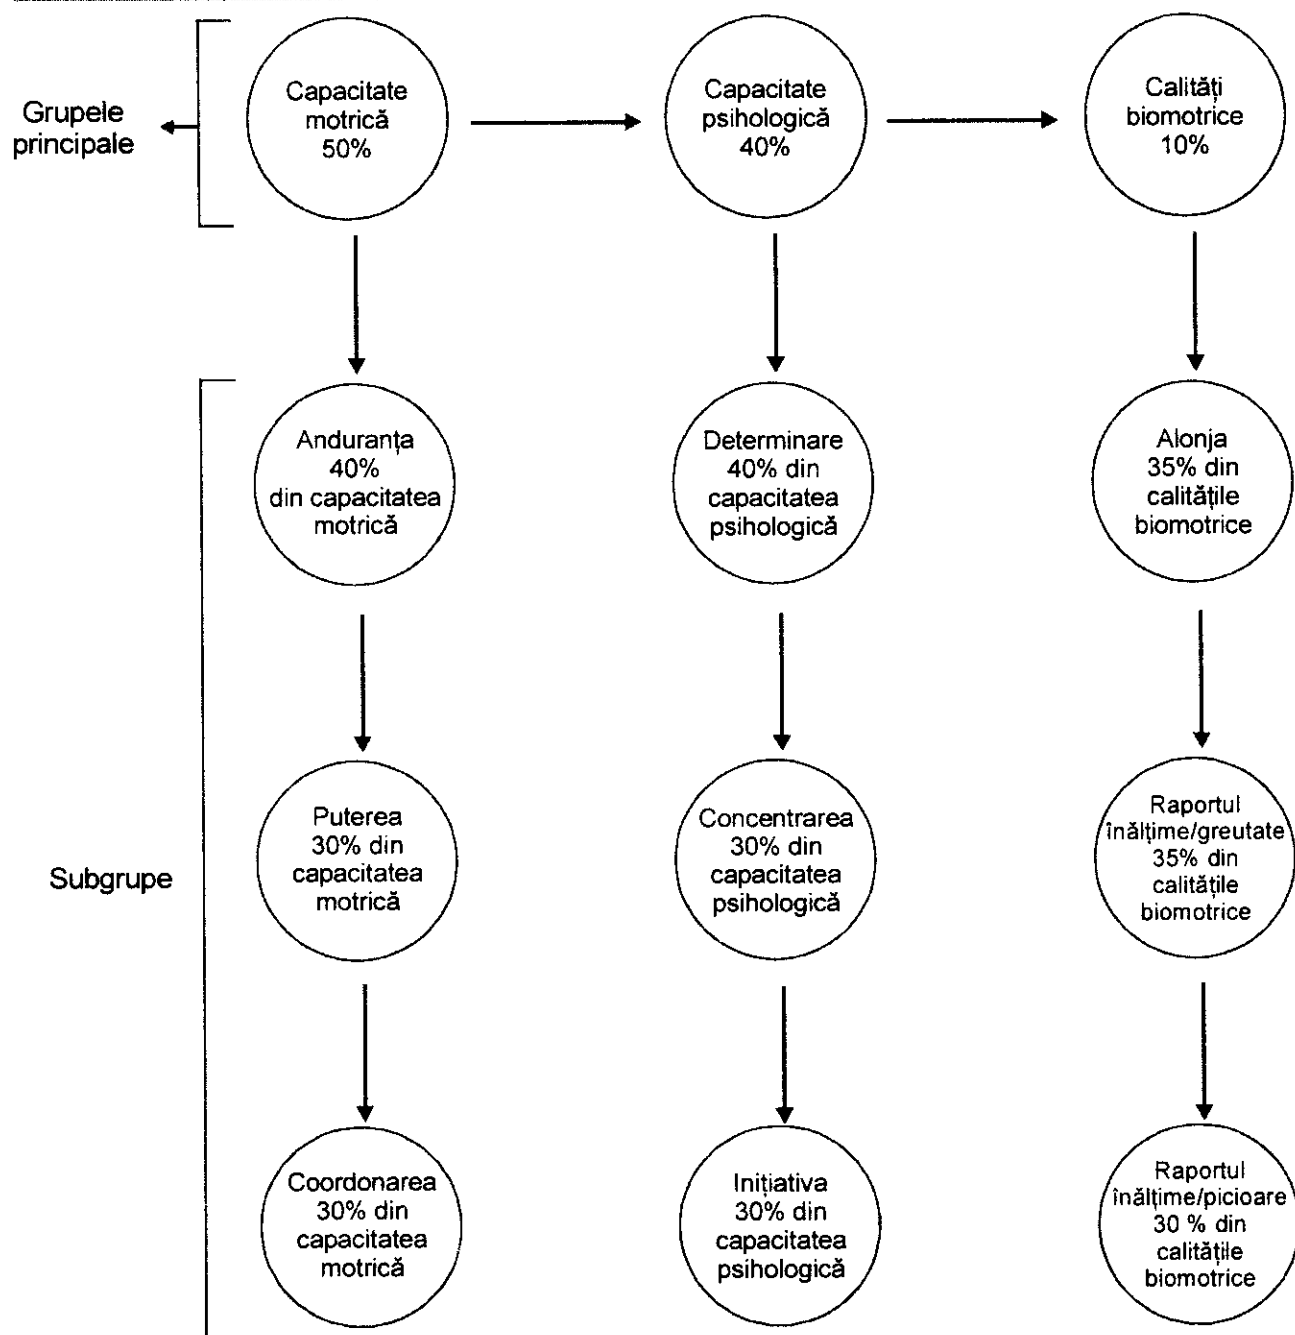 Grupele
principale
Capacitate
motrică
50%
Capacitate
psihologică
40%
Calități
biomotrice
10%
Subgrupe
Anduranța
40%
din capacitatea
motrică
Determinare
40% din
capacitatea
psihologică
Alonja
35% din
calitățile
biomotrice
Puterea
30% din
capacitatea
motrică
Concentrarea
30% din
capacitatea
psihologică
Raportul
înălțime/greutate
35% din
calitățile
biomotrice
Coordonarea
30% din
capacitatea
motrică
Inițiativa
30% din
capacitatea
psihologică
Raportul
înălțime/picioare
30 % din
calitățile
biomotrice